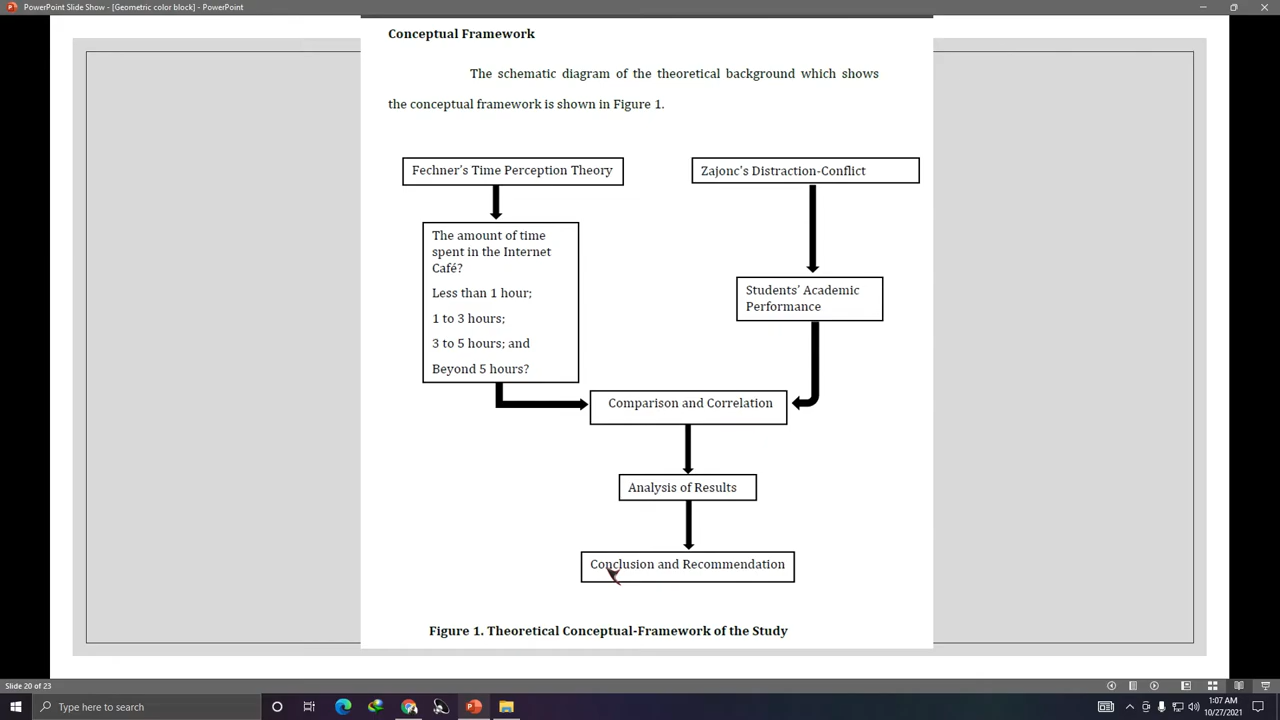 PowerPoint Slide Show - [Geometric color block] - PowerPoint
Conceptual Framework
The schematic diagram of the theoretical background which shows
the conceptual framework is shown in Figure 1.
Fechner's Time Perception Theory
Zajonc's Distraction-Conflict
The amount of time
spent in the Internet
Café?
Less than 1 hour;
1 to 3 hours;
3 to 5 hours; and
Beyond 5 hours?
Students' Academic
Performance
Comparison and Correlation
Analysis of Results
Conclusion and Recommendation
Figure 1. Theoretical Conceptual-Framework of the Study
Slide 20 of 23
Type here to search
1:07 AM
10/27/2021